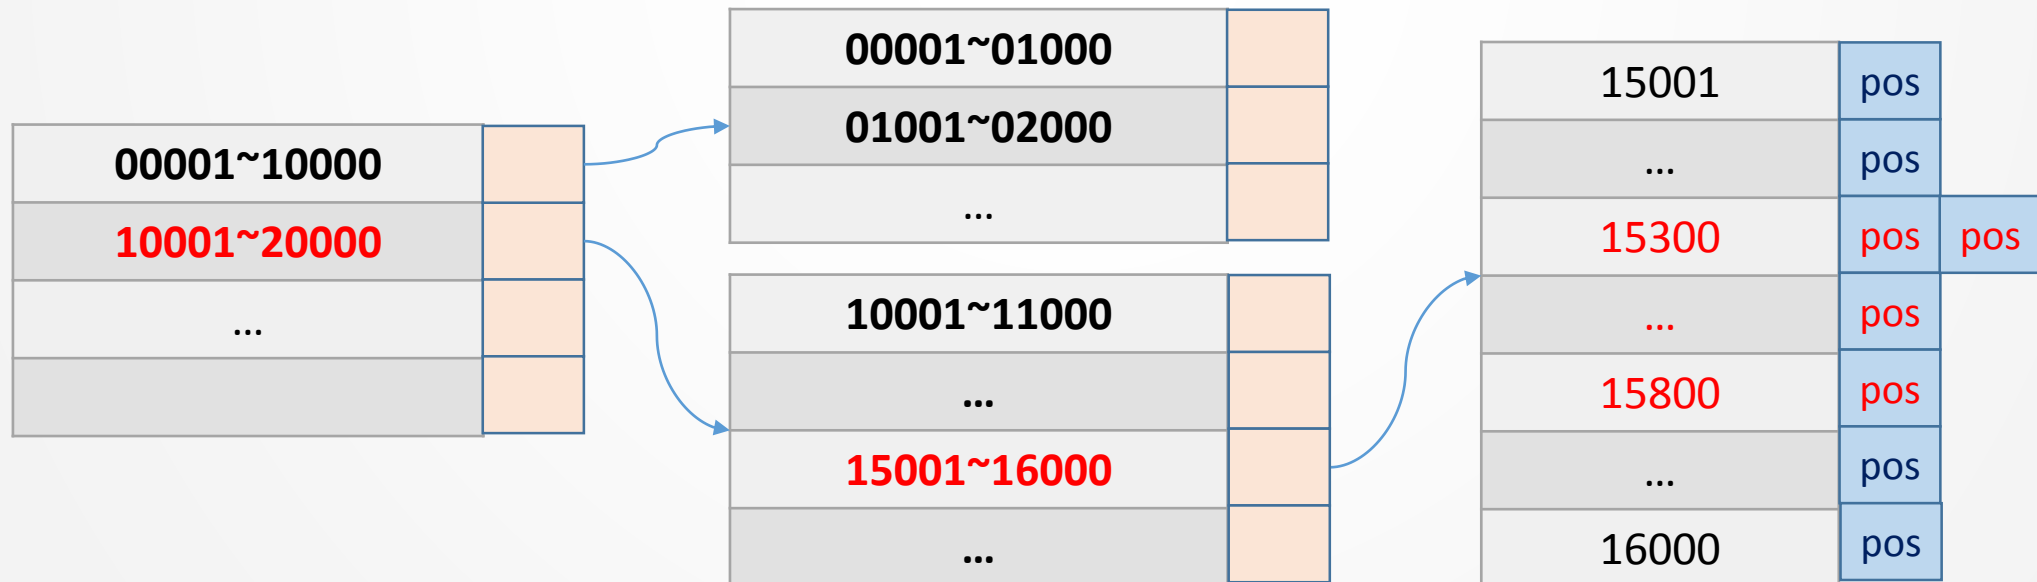 00001~10000
10001~20000
...
00001~01000
01001~02000
...
10001~11000
...
15001~16000
...
15001 pos
... pos
15300 pos pos
... pos
15800 pos
... pos
16000 pos